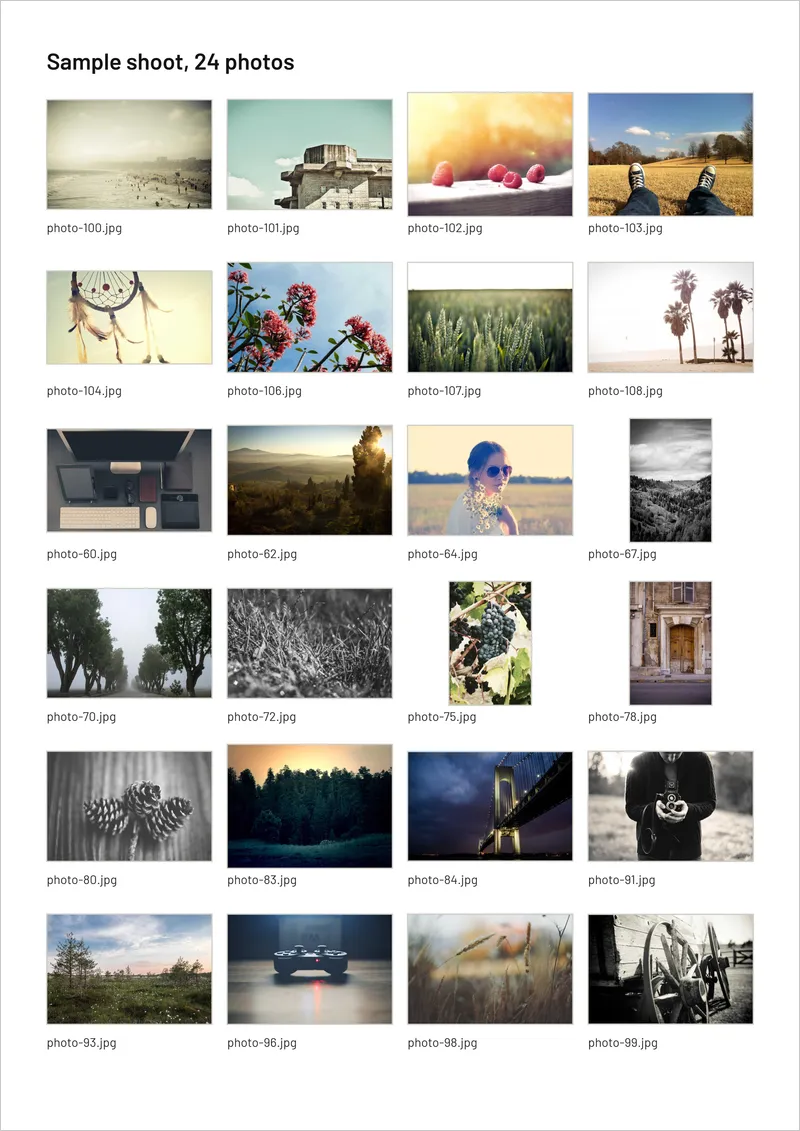 Sample shoot, 24 photos
photo-100.jpg
photo-101.jpg
photo-102.jpg
photo-103.jpg
photo-104.jpg
photo-106.jpg
photo-107.jpg
photo-108.jpg
photo-60.jpg
photo-62.jpg
photo-64.jpg
photo-67.jpg
photo-70.jpg
photo-72.jpg
photo-75.jpg
photo-78.jpg
photo-80.jpg
photo-83.jpg
photo-84.jpg
photo-91.jpg
photo-93.jpg
photo-96.jpg
photo-98.jpg
photo-99.jpg